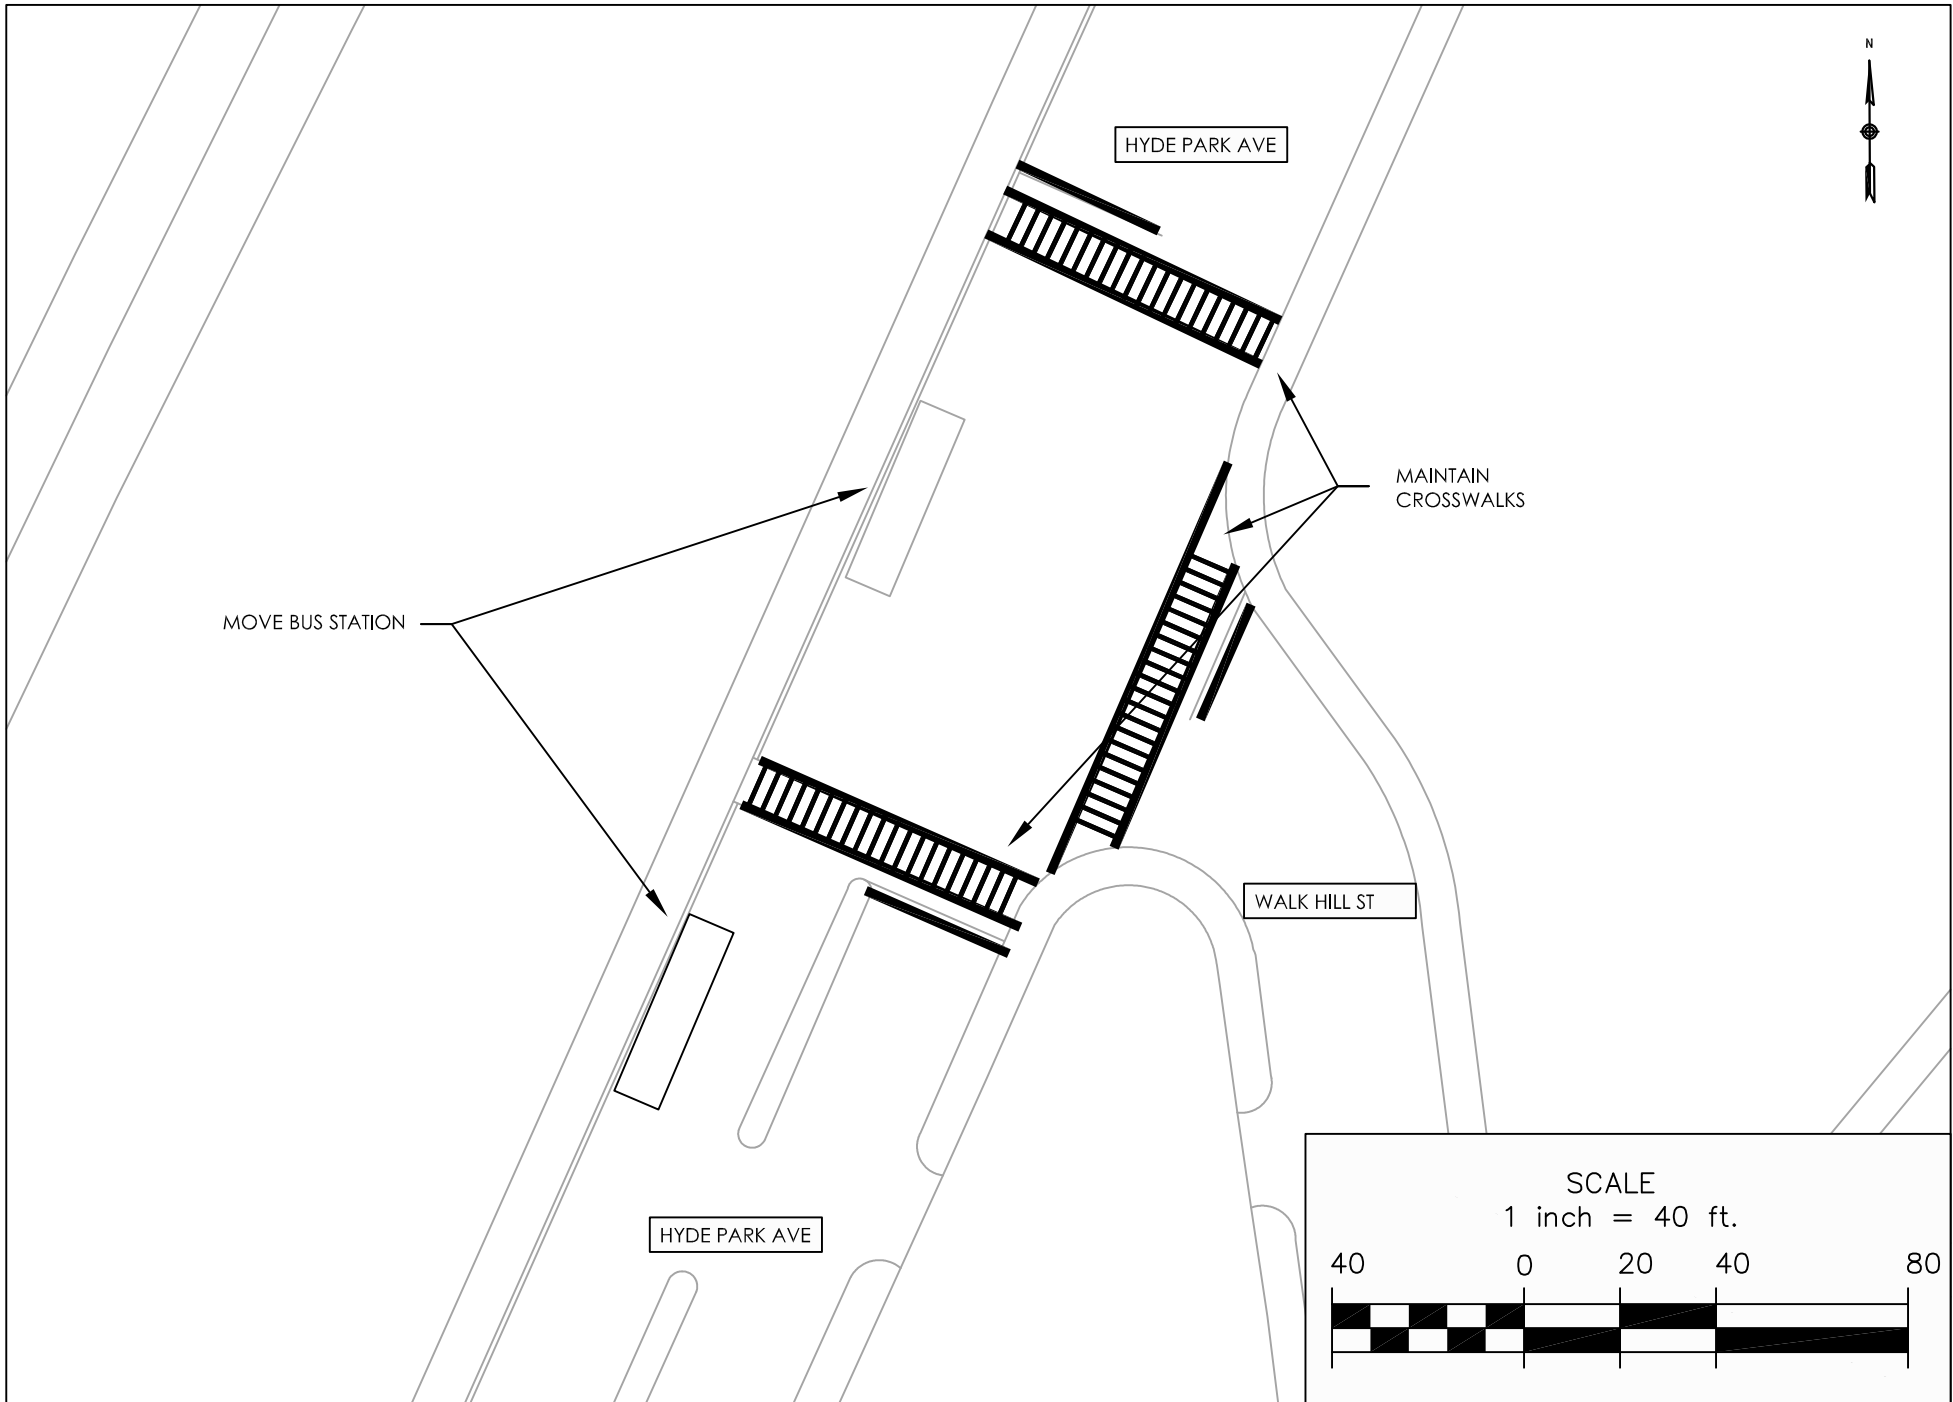 N
HYDE PARK AVE
MAINTAIN
CROSSWALKS
MOVE BUS STATION
WALK HILL ST
HYDE PARK AVE
SCALE
1 inch = 40 ft.
40 0 20 40 80